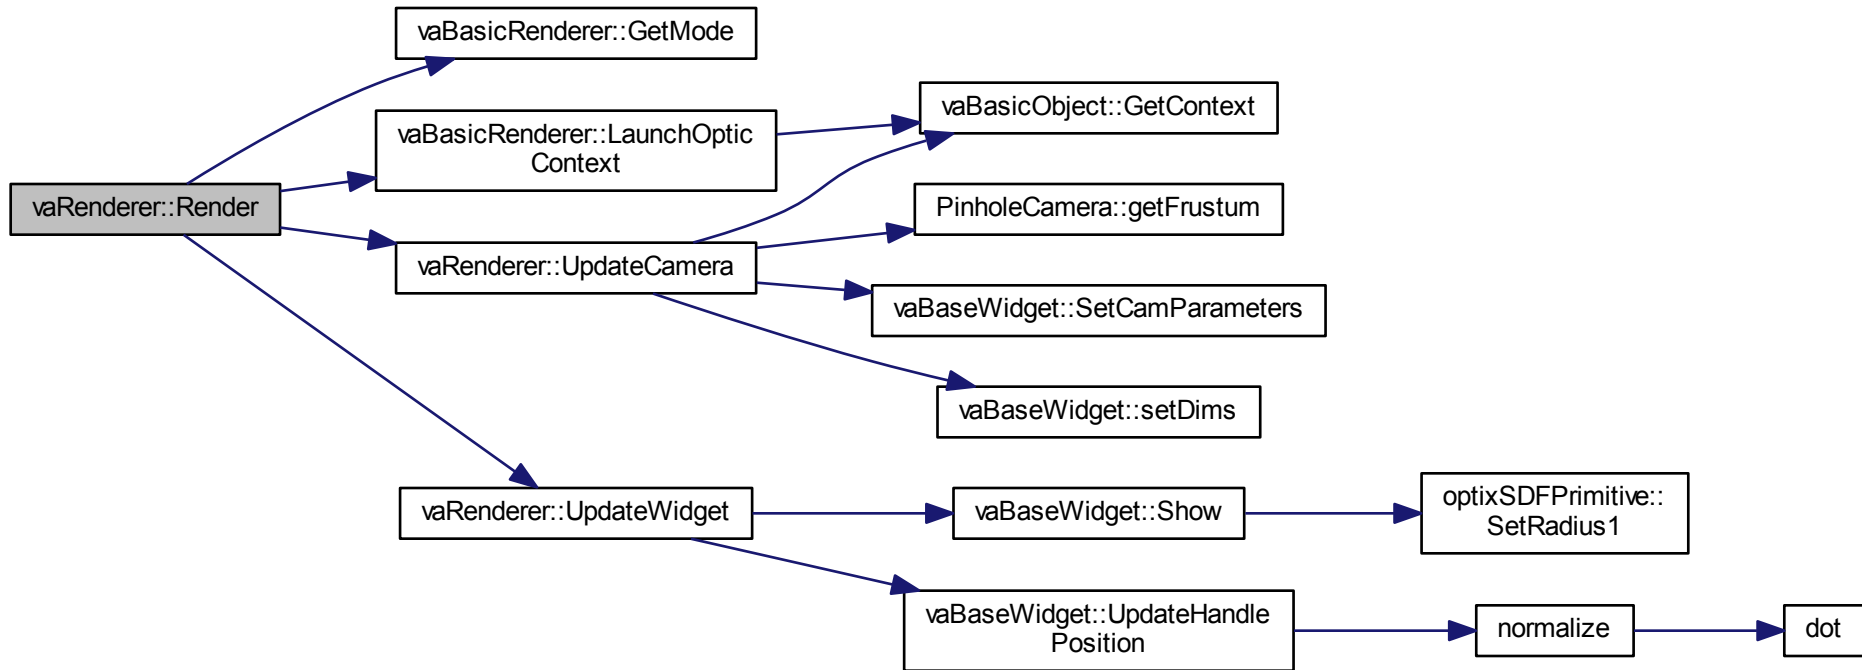 vaBasicRenderer::GetMode
vaBasicObject::GetContext
vaBasicRenderer::LaunchOptic
Context
vaRenderer::Render
PinholeCamera::getFrustum
vaRenderer::UpdateCamera
vaBaseWidget::SetCamParameters
vaBaseWidget::setDims
vaRenderer::UpdateWidget
vaBaseWidget::Show
optixSDFPrimitive::
SetRadius1
vaBaseWidget::UpdateHandle
Position
normalize
dot